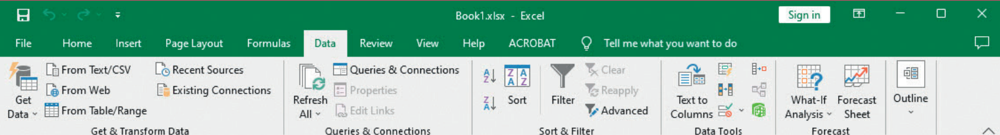 Book1.xlsx - Excel
Sign in
File Home Insert Page Layout Formulas Data Review View Help ACROBAT Tell me what you want to do
Get
Data
From Text/CSV
From Web
From Table/Range
Recent Sources
Existing Connections
Get & Transform Data
Refresh
All
Queries & Connections
Properties
Edit Links
Queries & Connections
Sort
Filter
Clear
Reapply
Advanced
Sort & Filter
Text to
Columns
Data Tools
What-If
Analysis
Forecast
Sheet
Forecast
Outline